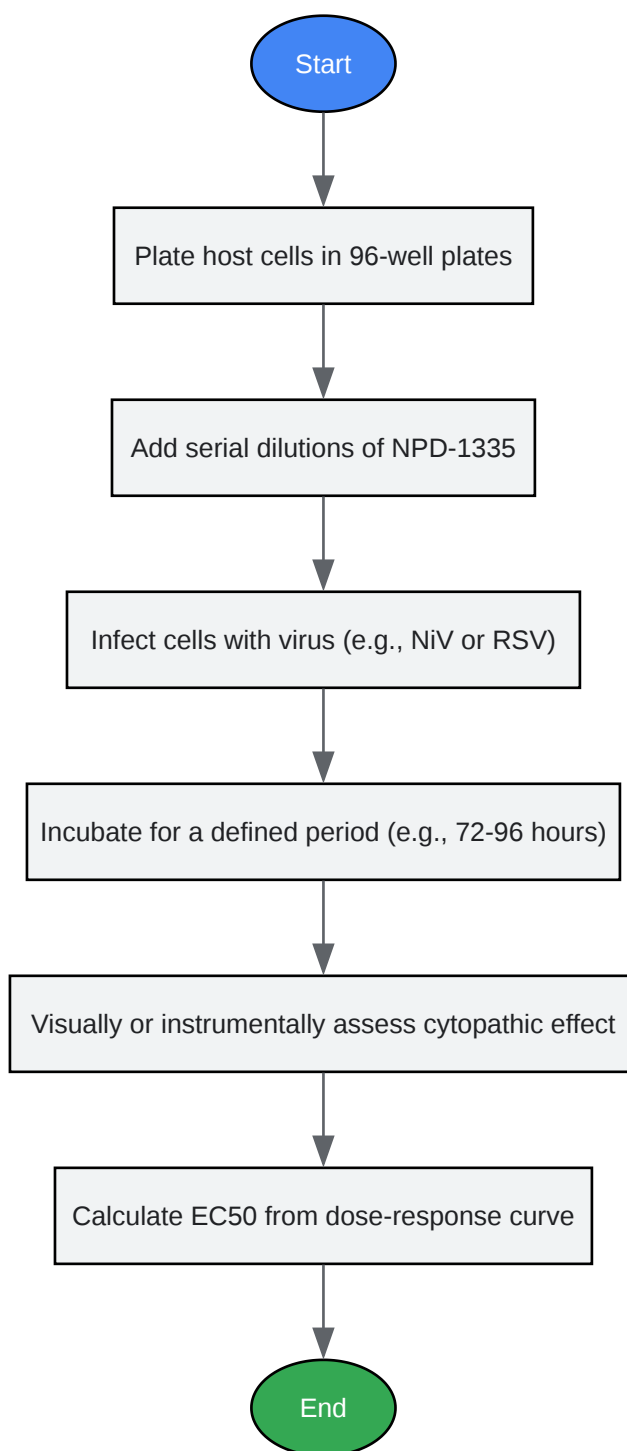 Start
Plate host cells in 96-well plates
Add serial dilutions of NPD-1335
Infect cells with virus (e.g., NiV or RSV)
Incubate for a defined period (e.g., 72-96 hours)
Visually or instrumentally assess cytopathic effect
Calculate EC50 from dose-response curve
End